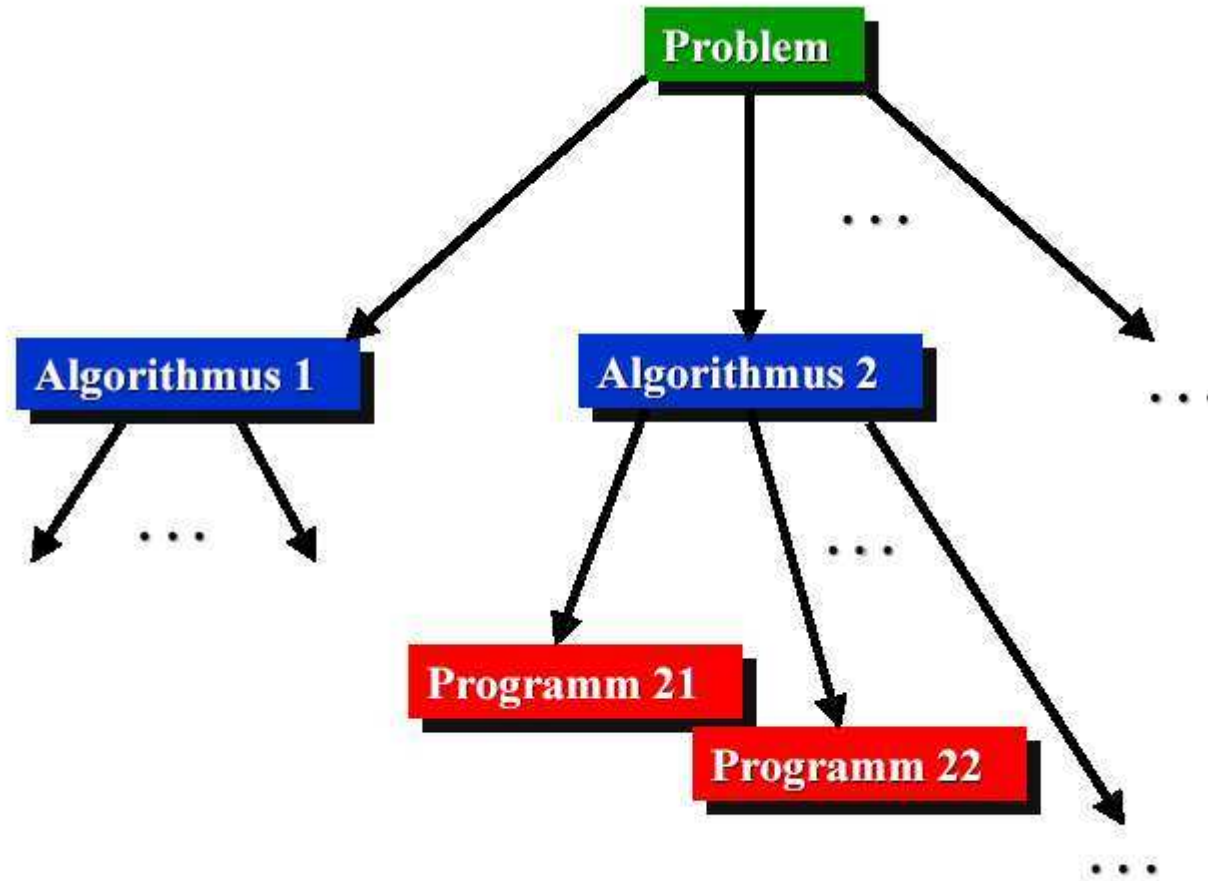 Problem
...
Algorithmus 1
Algorithmus 2
...
...
...
Programm 21
Programm 22
...